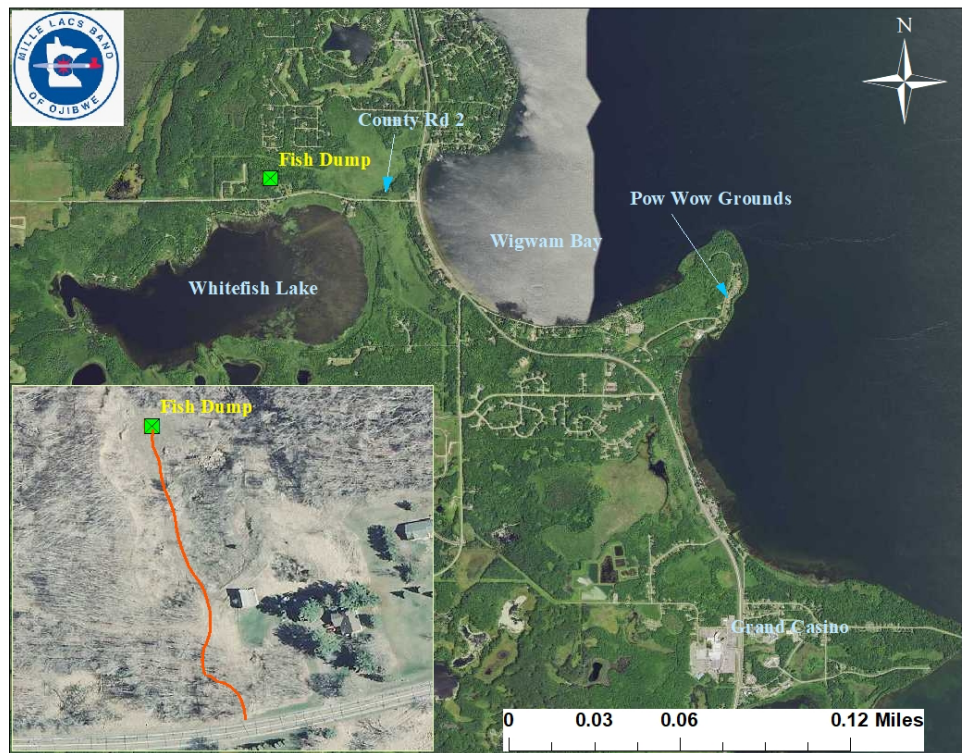 MILLE LACS BAND
OF OJIBWE
N
County Rd 2
Fish Dump
Pow Wow Grounds
Wigwam Bay
Whitefish Lake
Fish Dump
Grand Casino
0 0.03 0.06 0.12 Miles